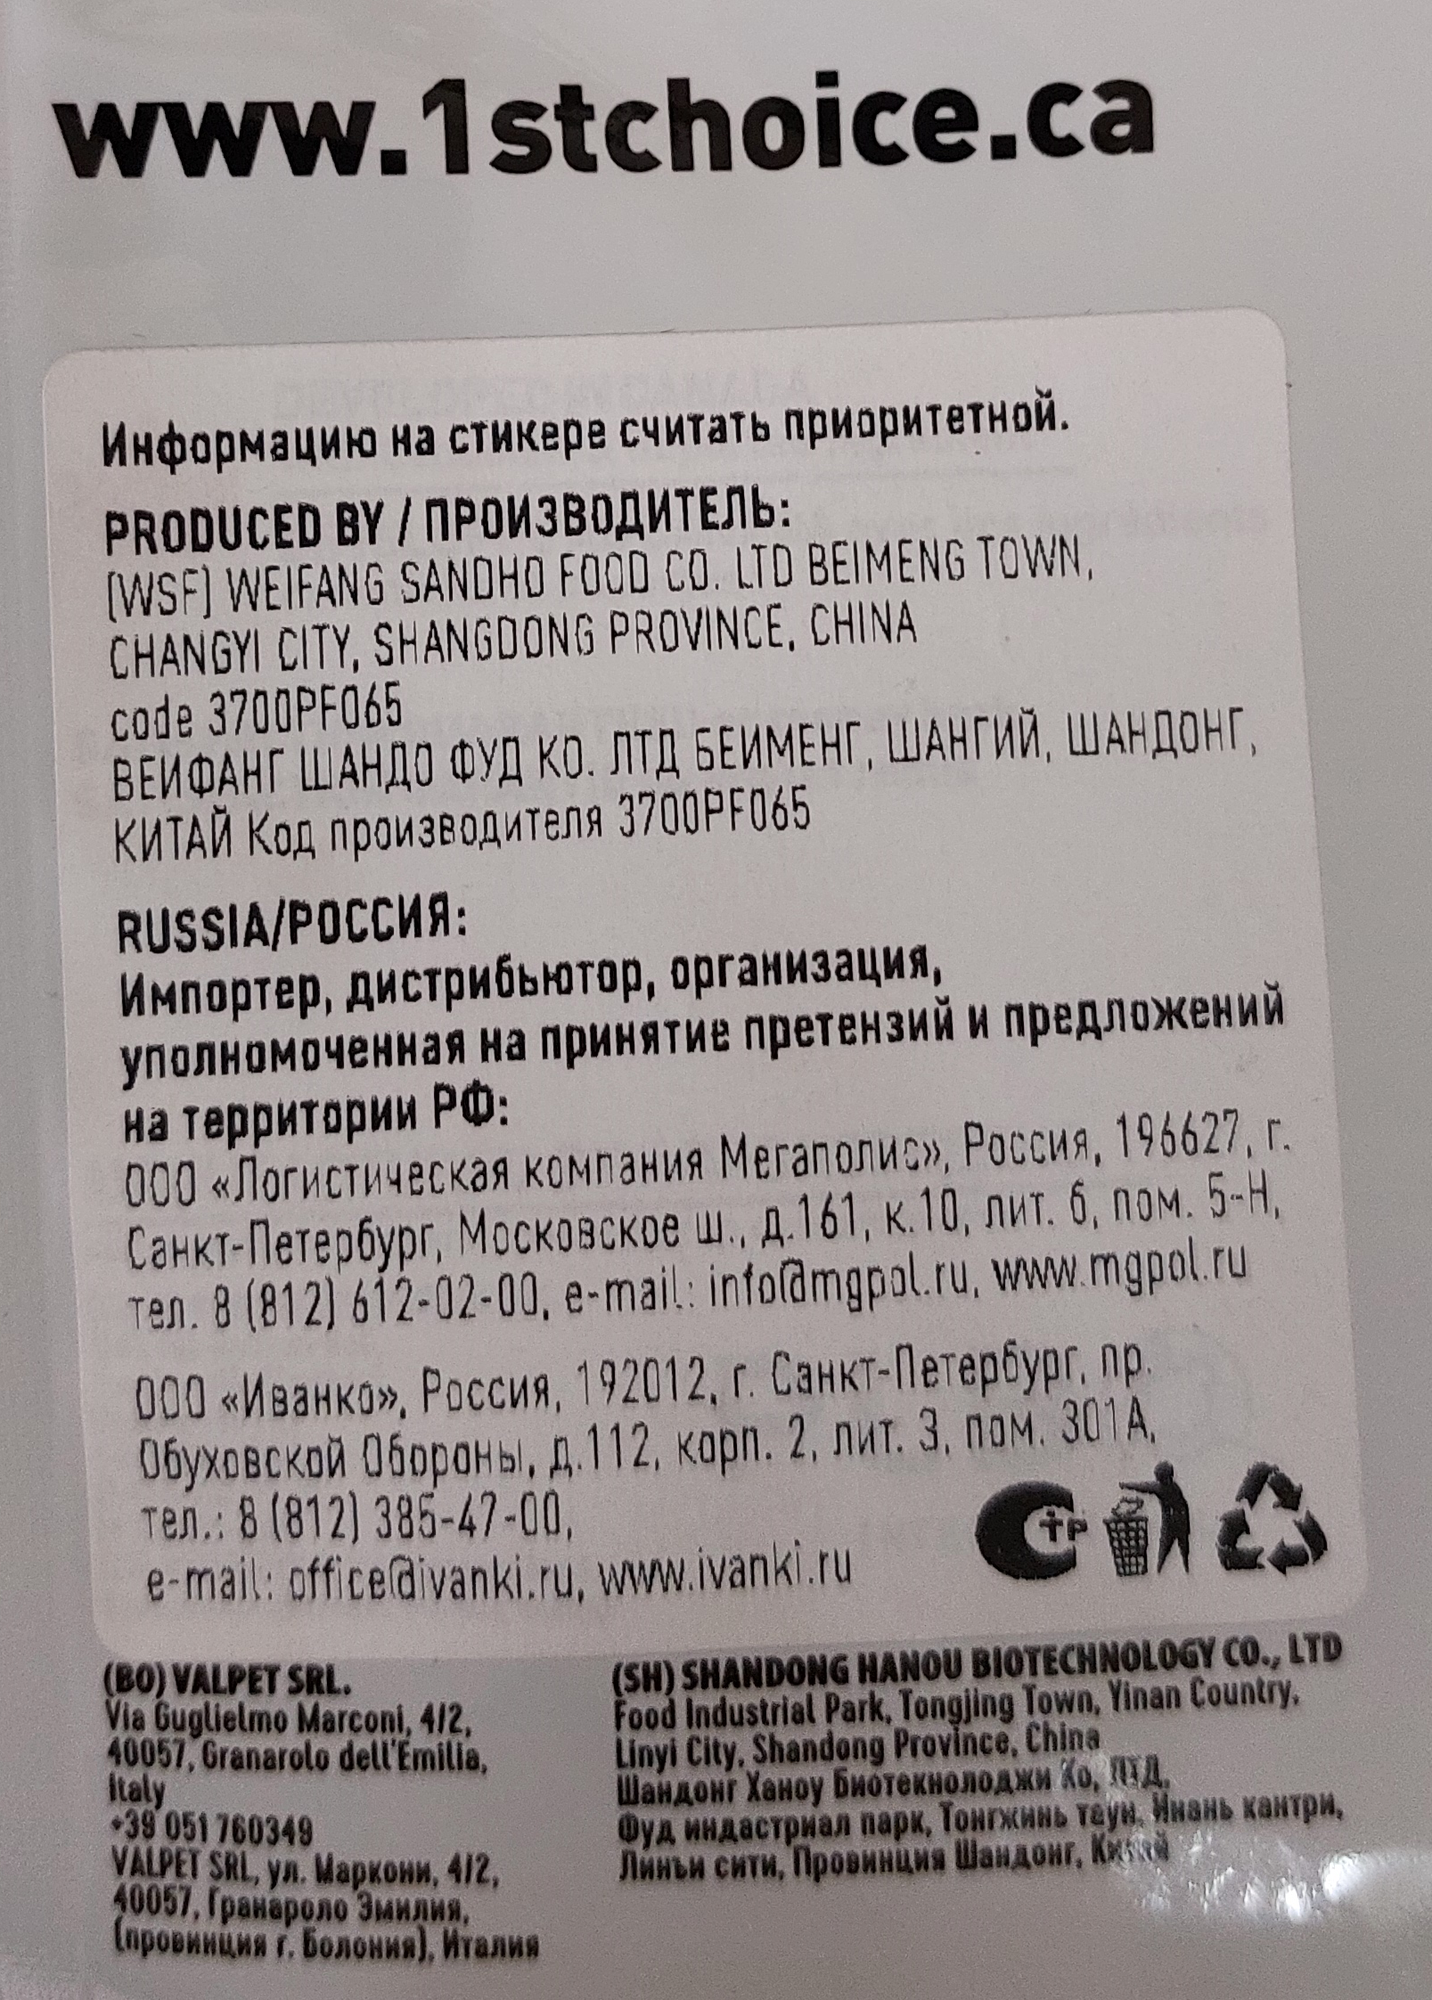 www.1stchoice.ca
Информацию на стикере считать приоритетной.
PRODUCED BY / ПРОИЗВОДИТЕЛЬ:
(WSF) WEIFANG SANDHO FOOD CO. LTD BEIMENG TOWN,
CHANGYI CITY, SHANGDONG PROVINCE, CHINA
code 3700PF065
ВЕИФАНГ ШАНДО ФУД КО. ЛТД БЕИМЕНГ, ШАНГИЙ, ШАНДОНГ,
КИТАЙ Код производителя 3700PF065
RUSSIA/РОССИЯ:
Импортер, дистрибьютор, организация,
уполномоченная на принятие претензий и предложений
на территории РФ:
ООО «Логистическая компания Мегаполис», Россия, 196627, г.
Санкт-Петербург, Московское ш., д.161, к.10, лит. б, пом. 5-Н,
тел. 8 (812) 612-02-00, e-mail: info@mgpol.ru, www.mgpol.ru
ООО «Иванко», Россия, 192012, г. Санкт-Петербург, пр.
Обуховской Обороны, д.112, корп. 2, лит. З, пом. 301А,
тел.: 8 (812) 385-47-00,
e-mail: office@ivanki.ru, www.ivanki.ru
СТР
(BO) VALPET SRL.
Via Guglielmo Marconi, 4/2,
40057, Granarolo dell'Emilia,
Italy
+39 051 760349
VALPET SRL, ул. Маркони, 4/2,
40057, Гранароло Эмилия,
(провинция г. Болония), Италия
(SH) SHANDONG HANOU BIOTECHNOLOGY CO., LTD
Food Industrial Park, Tongjing Town, Yinan Country,
Linyi City, Shandong Province, China
Шандонг Ханоу Биотекнолоджи Ко, ЛТД,
Фуд индастриал парк, Тонгжинь таун, Инань кантри,
Линьи сити, Провинция Шандонг, Китай